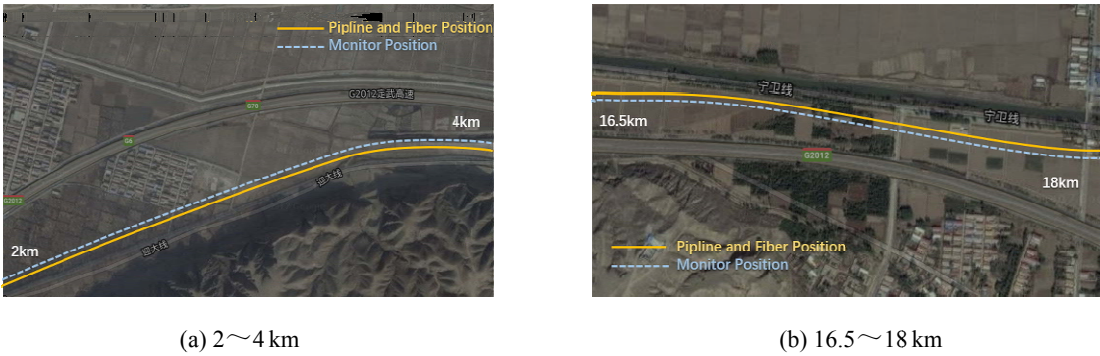 Pipline and Fiber Position
Monitor Position
G2012定武高速
G70
4km
G6
迎大线
G2012
2km
迎大线
宁卫线
16.5km
宁卫线
G2012
18km
Pipline and Fiber Position
Monitor Position
(a) 2～4 km
(b) 16.5～18 km